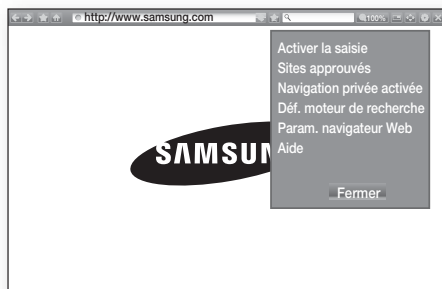 http://www.samsung.com
100%
Activer la saisie
Sites approuvés
Navigation privée activée
Déf. moteur de recherche
Param. navigateur Web
Aide
SAMSUN
Fermer